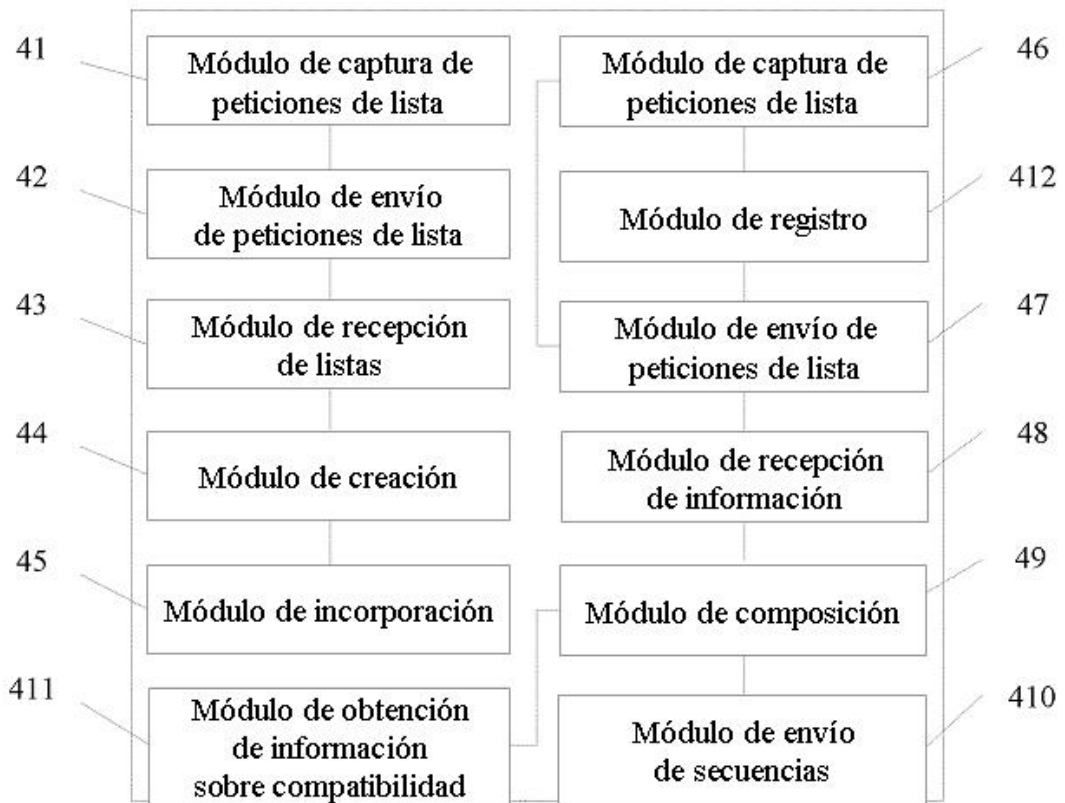 41
Módulo de captura de
peticiones de lista
42
Módulo de envío
de peticiones de lista
43
Módulo de recepción
de listas
44
Módulo de creación
45
Módulo de incorporación
411
Módulo de obtención
de información
sobre compatibilidad
46
Módulo de captura de
peticiones de lista
412
Módulo de registro
47
Módulo de envío de
peticiones de lista
48
Módulo de recepción
de información
49
Módulo de composición
410
Módulo de envío
de secuencias